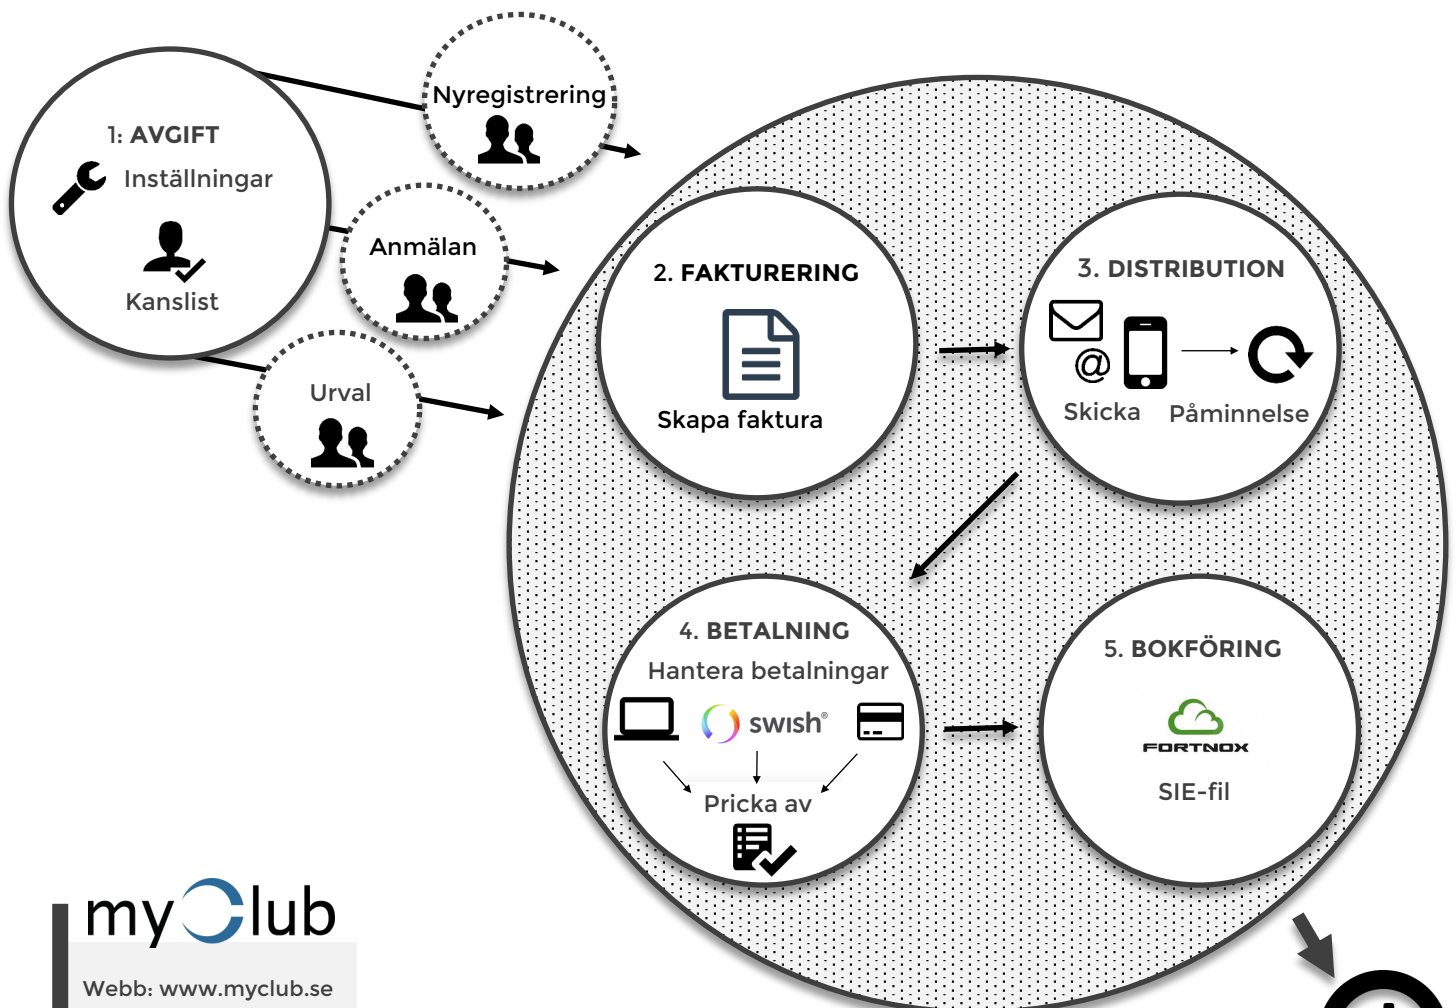 1: AVGIFT
Inställningar
Kanslist
Nyregistrering
Anmälan
Urval
2. FAKTURERING
Skapa faktura
3. DISTRIBUTION
@
Skicka
Påminnelse
4. BETALNING
Hantera betalningar
swish®
Pricka av
5. BOKFÖRING
FORTNOX
SIE-fil
myClub
Webb: www.myclub.se